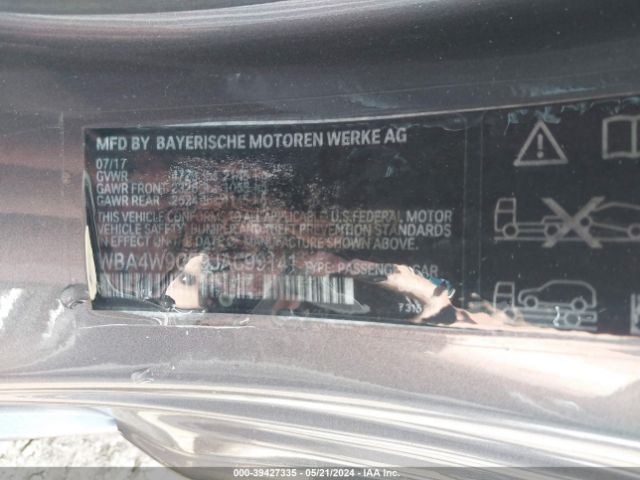 MFD BY BAYERISCHE MOTOREN WERKE AG
07/17
GVWR
GAWR FRONT
GAWR REAR
THIS VEHICLE CONFORMS TO ALL APPLICABLE U.S. FEDERAL MOTOR
VEHICLE SAFETY, BUMPER AND THEFT PREVENTION STANDARDS
IN EFFECT ON THE DATE OF MANUFACTURE SHOWN ABOVE.
TYPE: PASSENGER CAR
000-39427335 - 05/21/2024 - IAA Inc.